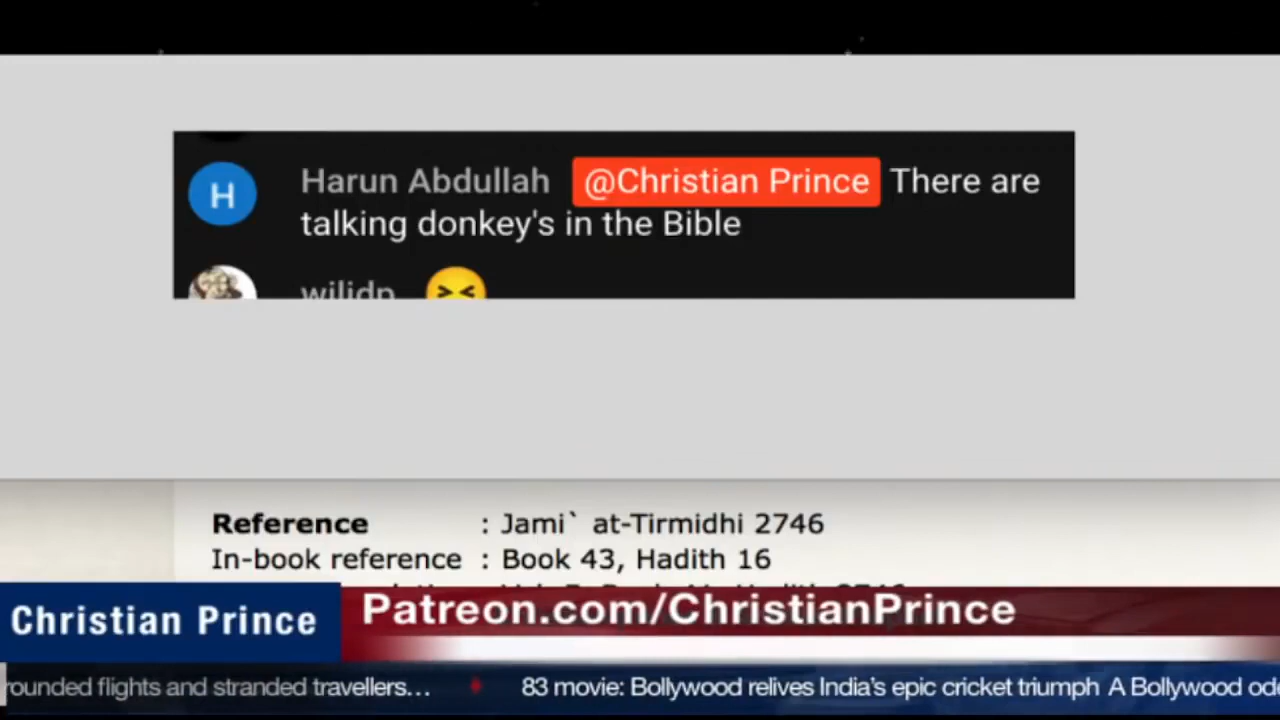 H
Harun Abdullah @Christian Prince There are
talking donkey's in the Bible
wilidp
Reference : Jami` at-Tirmidhi 2746
In-book reference : Book 43, Hadith 16
Christian Prince
Patreon.com/ChristianPrince
rounded flights and stranded travellers... 83 movie: Bollywood relives India's epic cricket triumph A Bollywood ode